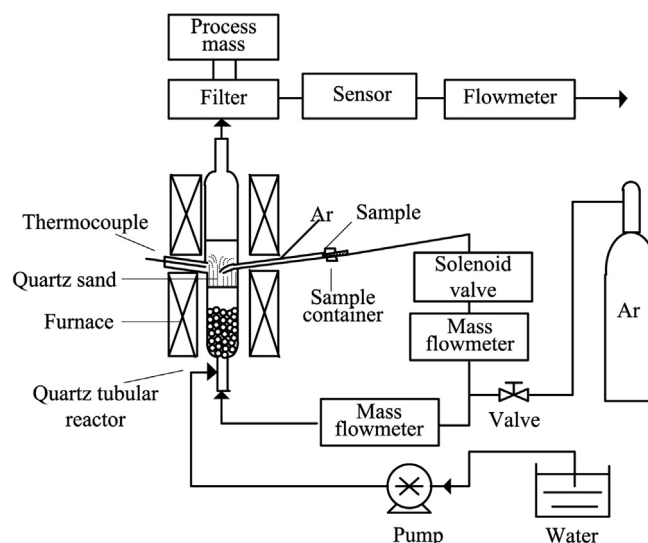 Process
mass
Filter
Sensor
Flowmeter
Thermocouple
Ar
Sample
Quartz sand
Sample
container
Solenoid
valve
Furnace
Mass
flowmeter
Ar
Quartz tubular
reactor
Mass
flowmeter
Valve
Pump
Water